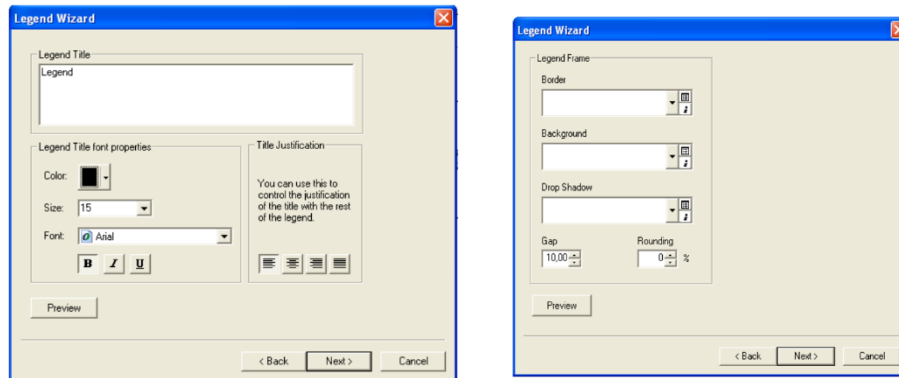 Legend Wizard
Legend Title
Legend
Legend Title font properties
Color:
Size: 15
Font: Arial
B I U
Title Justification
You can use this to
control the justification
of the title with the rest
of the legend.
Preview
< Back Next > Cancel
Legend Wizard
Legend Frame
Border
Background
Drop Shadow
Gap Rounding
10,00 0 %
Preview
< Back Next > Cancel